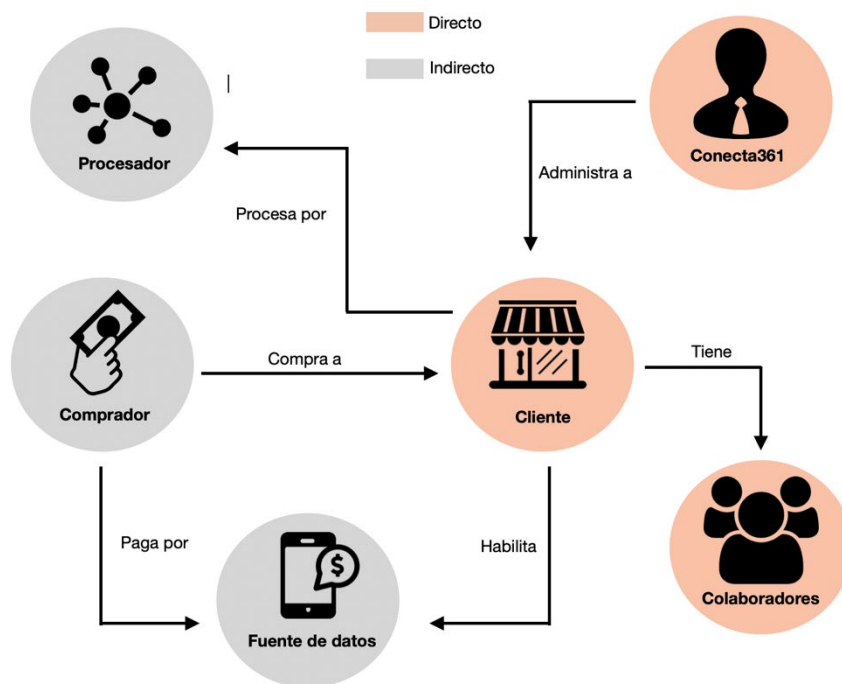 Directo
Indirecto
Procesador
Conecta361
Administra a
Procesa por
Compra a
Tiene
Comprador
Cliente
Paga por
Habilita
$
Fuente de datos
Colaboradores